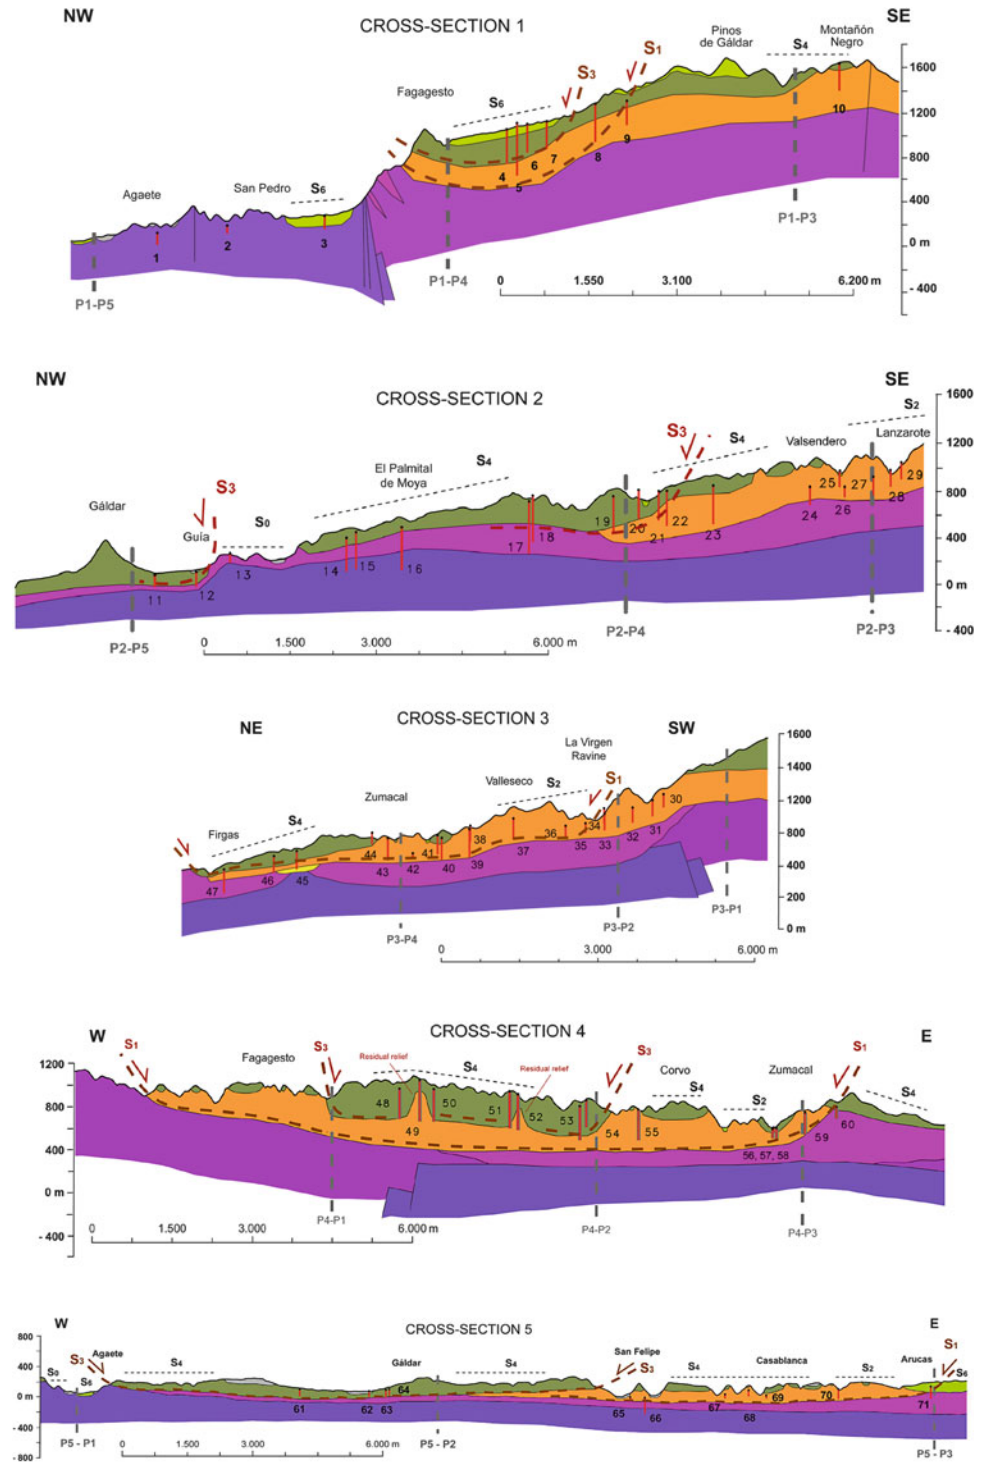 NW
CROSS-SECTION 1
SE
Pinos de Gáldar
Montañón Negro
S4
S1
S3
Fagagesto
S6
1600
1200
800
400
0 m
- 400
10
9
8
7
6
5
4
Agaete
San Pedro
S6
1
2
3
P1-P5
P1-P4
P1-P3
0 1.550 3.100 6.200 m
NW
CROSS-SECTION 2
SE
1600
1200
800
400
0 m
- 400
S2
Lanzarote
Valsendero
S4
S3
El Palmital de Moya
S4
Gáldar
S3
Guía
S0
11
12
13
14
15
16
17
18
19
20
21
22
23
24
25
26
27
28
29
P2-P5
P2-P4
P2-P3
0 1.500 3.000 6.000 m
NE
CROSS-SECTION 3
SW
La Virgen Ravine
S1
Valleseco
S2
Zumacal
Firgas
S4
1600
1400
1200
800
400
200
0 m
30
31
32
33
34
35
36
37
38
39
40
41
42
43
44
45
46
47
P3-P4
P3-P2
P3-P1
0 3.000 6.000 m
W
CROSS-SECTION 4
E
S1
Fagagesto
S3
Residual relief
S4
Residual relief
S3
Corvo
S4
S2
Zumacal
S1
S4
1200
800
400
0 m
- 400
48
49
50
51
52
53
54
55
56, 57, 58
59
60
P4-P1
P4-P2
P4-P3
0 1.500 3.000 6.000 m
W
CROSS-SECTION 5
E
800
400
0 m
- 400
- 800
S0
S3
Agaete
S4
S4
Gáldar
S4
San Felipe
S3
S4
Casablanca
S2
Arucas
S1
S6
61
62
63
64
65
66
67
68
69
70
71
P5 - P1
P5 - P2
P5 - P3
0 1.500 3.000 6.000 m